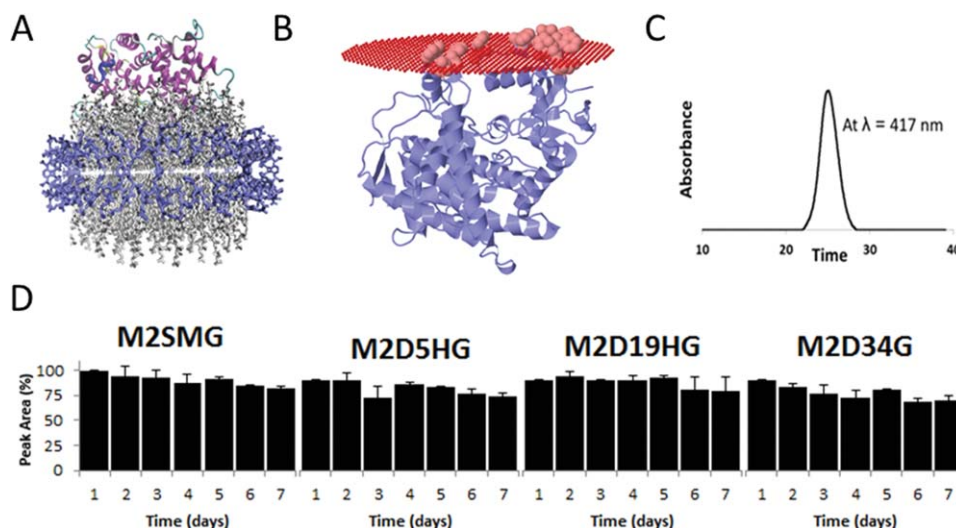 A
B
C
Absorbance
At λ = 417 nm
10 20 30 40
Time
D
M2SMG M2D5HG M2D19HG M2D34G
Peak Area (%)
100
75
50
25
0
1 2 3 4 5 6 7 1 2 3 4 5 6 7 1 2 3 4 5 6 7 1 2 3 4 5 6 7
Time (days) Time (days) Time (days) Time (days)